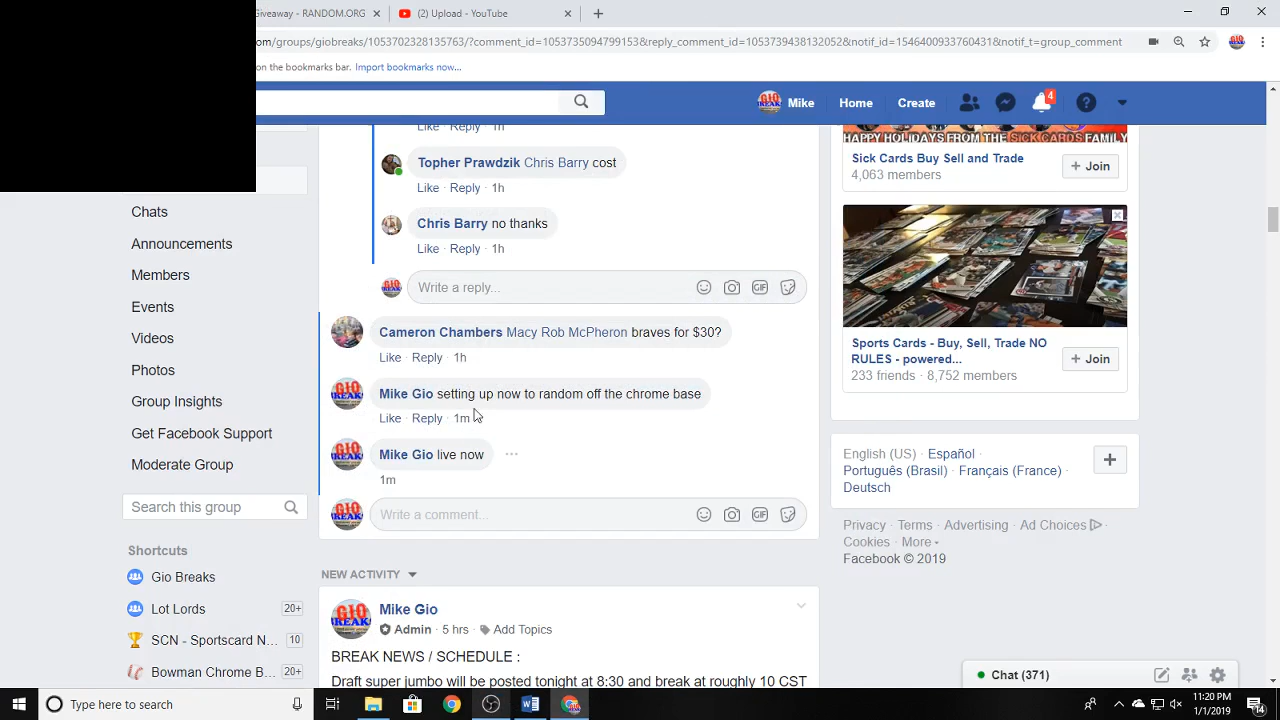 Giveaway - RANDOM.ORG
(2) Upload - YouTube
om/groups/giobreaks/1053702328135763/?comment_id=1053735094799153&reply_comment_id=1053739438132052&notif_id=1546400933760431&notif_t=group_comment
on the bookmarks bar. Import bookmarks now...
Mike
Home
Create
4
Like · Reply · 1h
HAPPY HOLIDAYS FROM THE SICK CARDS FAMILY
Topher Prawdzik Chris Barry cost
Like · Reply · 1h
Sick Cards Buy Sell and Trade
4,063 members
+ Join
Chats
Announcements
Members
Events
Videos
Photos
Group Insights
Get Facebook Support
Moderate Group
Search this group
Shortcuts
Gio Breaks
Lot Lords 20+
SCN - Sportscard N... 10
Bowman Chrome B... 20+
Chris Barry no thanks
Like · Reply · 1h
Write a reply...
GIF
Cameron Chambers Macy Rob McPheron braves for $30?
Like · Reply · 1h
Mike Gio setting up now to random off the chrome base
Like · Reply · 1m
Mike Gio live now
1m
Write a comment...
GIF
NEW ACTIVITY
Mike Gio
Admin · 5 hrs · Add Topics
BREAK NEWS / SCHEDULE :
Draft super jumbo will be posted tonight at 8:30 and break at roughly 10 CST
Sports Cards - Buy, Sell, Trade NO
RULES - powered...
233 friends · 8,752 members
+ Join
English (US) · Español ·
Português (Brasil) · Français (France) ·
Deutsch
Privacy · Terms · Advertising · Ad Choices ·
Cookies · More
Facebook © 2019
Chat (371)
Type here to search
11:20 PM
1/1/2019
14